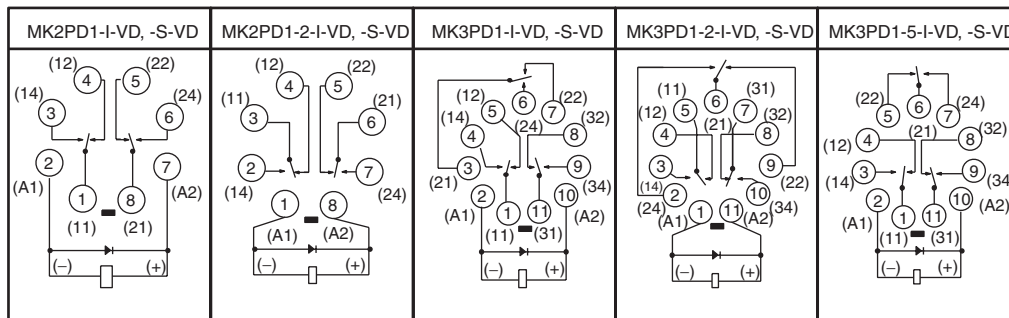 MK2PD1-I-VD, -S-VD
MK2PD1-2-I-VD, -S-VD
MK3PD1-I-VD, -S-VD
MK3PD1-2-I-VD, -S-VD
MK3PD1-5-I-VD, -S-VD
(12) (22)
4 5
(14) (24)
3 6
2 7
(A1) (A2)
1 8
(11) (21)
(−) (+)
(12) (22)
4 5
(11) (21)
3 6
2 7
(14) (24)
1 8
(A1) (A2)
(−) (+)
6 7
(12) (22)
5
(14) (24) (32)
4 8
3 9
(21) (34)
2 10
(A1) (A2)
1 11
(11) (31)
(−) (+)
(11) (31)
5 6 7
(12) (21) (32)
4 8
3 9
(14) (22)
2 10
(24) (34)
(A1) 1 11 (A2)
(−) (+)
(22) (24)
5 6 7
4 (21) 8 (32)
(12)
3 9
(14) (34)
2 10
(A1) (A2)
1 11
(11) (31)
(−) (+)